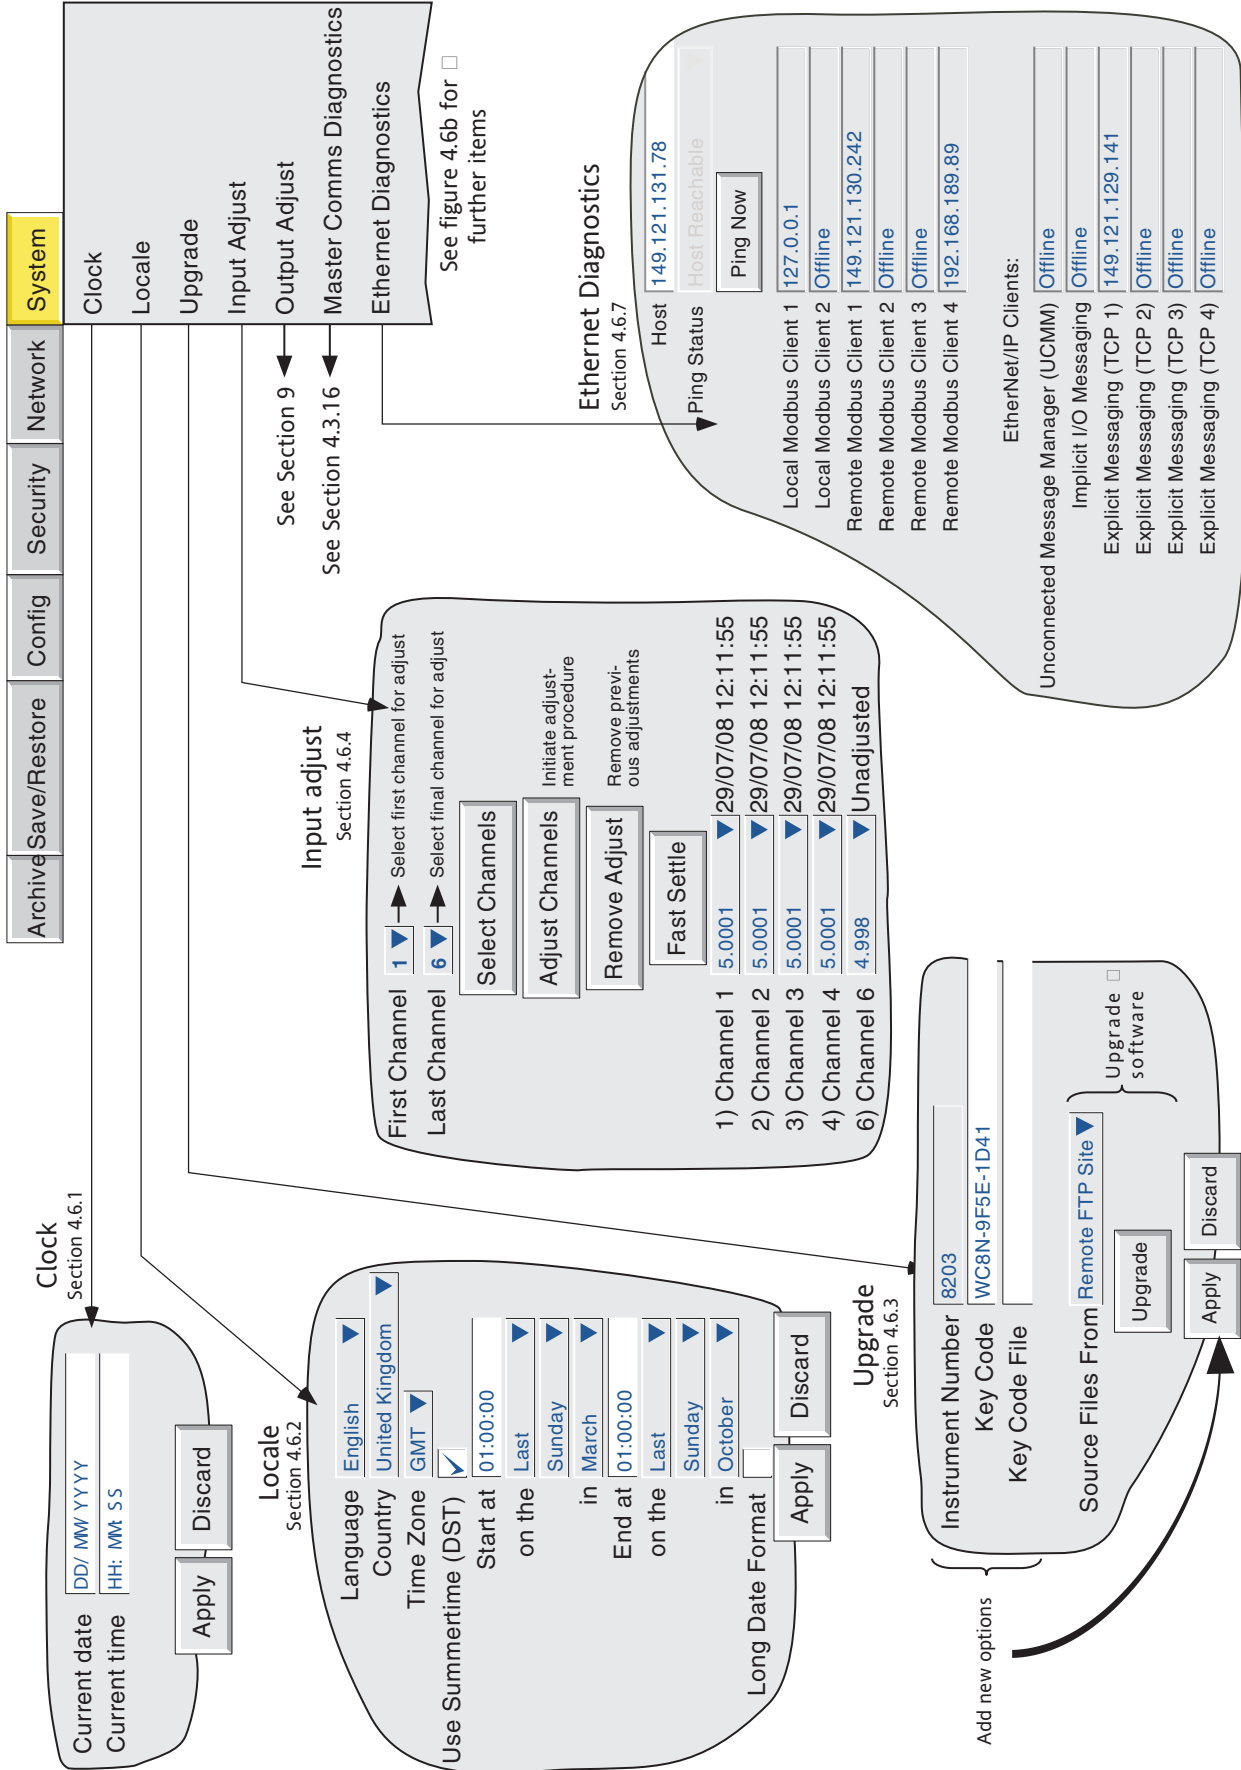 Archive Save/Restore Config Security Network System
Clock
Locale
Upgrade
Input Adjust
Output Adjust
Master Comms Diagnostics
Ethernet Diagnostics
See Section 9
See Section 4.3.16
See figure 4.6b for
further items
Clock
Section 4.6.1
Current date DD/MM/YYYY
Current time HH:MM:SS
Apply Discard
Locale
Section 4.6.2
Language English
Country United Kingdom
Time Zone GMT
Use Summertime (DST)
Start at 01:00:00
on the Last
Sunday
in March
End at 01:00:00
on the Last
Sunday
in October
Long Date Format
Apply Discard
Input adjust
Section 4.6.4
First Channel 1 Select first channel for adjust
Last Channel 6 Select final channel for adjust
Select Channels
Adjust Channels Initiate adjust-
ment procedure
Remove Adjust Remove previ-
ous adjustments
Fast Settle
1) Channel 1 5.0001 29/07/08 12:11:55
2) Channel 2 5.0001 29/07/08 12:11:55
3) Channel 3 5.0001 29/07/08 12:11:55
4) Channel 4 5.0001 29/07/08 12:11:55
6) Channel 6 4.998 Unadjusted
Upgrade
Section 4.6.3
Instrument Number 8203
Key Code WC8N-9F5E-1D41
Key Code File
Source Files From Remote FTP Site
Upgrade
Apply Discard
Add new options
Upgrade
software
Ethernet Diagnostics
Section 4.6.7
Host 149.121.131.78
Ping Status Host Reachable
Ping Now
Local Modbus Client 1 127.0.0.1
Local Modbus Client 2 Offline
Remote Modbus Client 1 149.121.130.242
Remote Modbus Client 2 Offline
Remote Modbus Client 3 Offline
Remote Modbus Client 4 192.168.189.89
EtherNet/IP Clients:
Unconnected Message Manager (UCMM) Offline
Implicit I/O Messaging Offline
Explicit Messaging (TCP 1) 149.121.129.141
Explicit Messaging (TCP 2) Offline
Explicit Messaging (TCP 3) Offline
Explicit Messaging (TCP 4) Offline